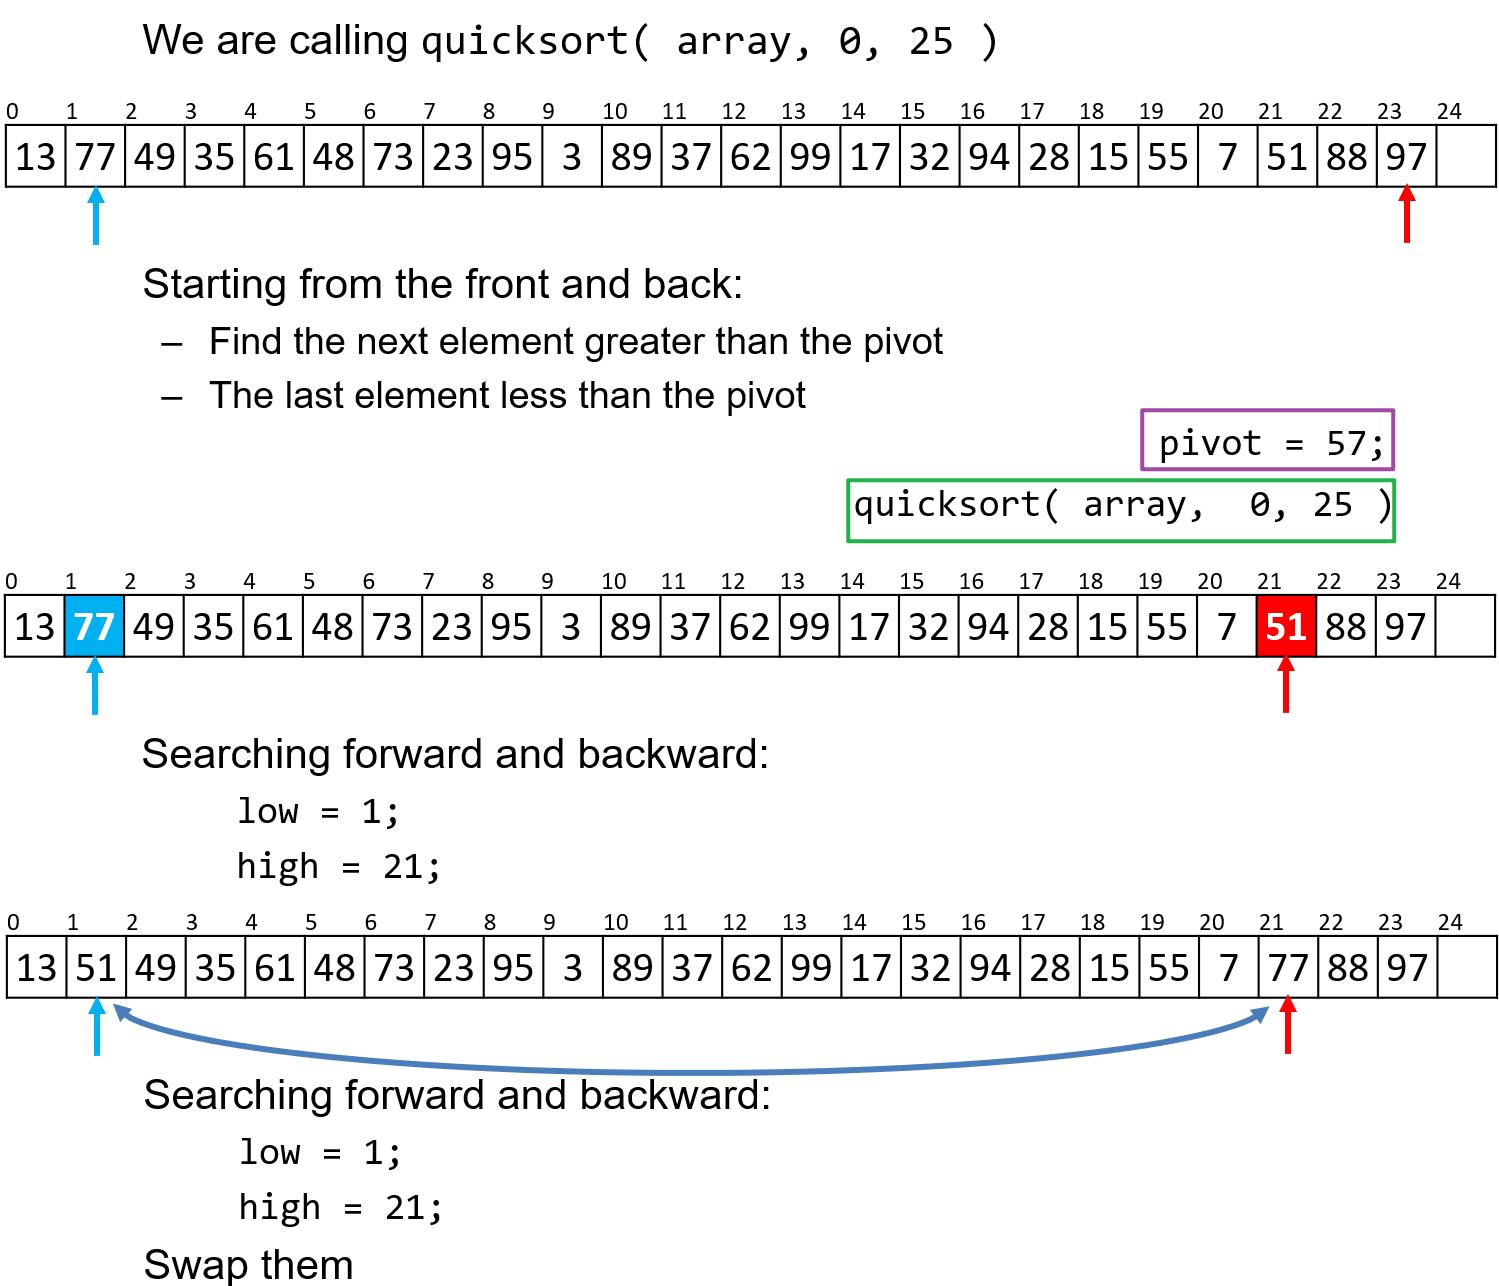 We are calling quicksort( array, 0, 25 )
0 1 2 3 4 5 6 7 8 9 10 11 12 13 14 15 16 17 18 19 20 21 22 23 24
13 77 49 35 61 48 73 23 95 3 89 37 62 99 17 32 94 28 15 55 7 51 88 97
Starting from the front and back:
– Find the next element greater than the pivot
– The last element less than the pivot
pivot = 57;
quicksort( array, 0, 25 )
0 1 2 3 4 5 6 7 8 9 10 11 12 13 14 15 16 17 18 19 20 21 22 23 24
13 77 49 35 61 48 73 23 95 3 89 37 62 99 17 32 94 28 15 55 7 51 88 97
Searching forward and backward:
low = 1;
high = 21;
0 1 2 3 4 5 6 7 8 9 10 11 12 13 14 15 16 17 18 19 20 21 22 23 24
13 51 49 35 61 48 73 23 95 3 89 37 62 99 17 32 94 28 15 55 7 77 88 97
Searching forward and backward:
low = 1;
high = 21;
Swap them